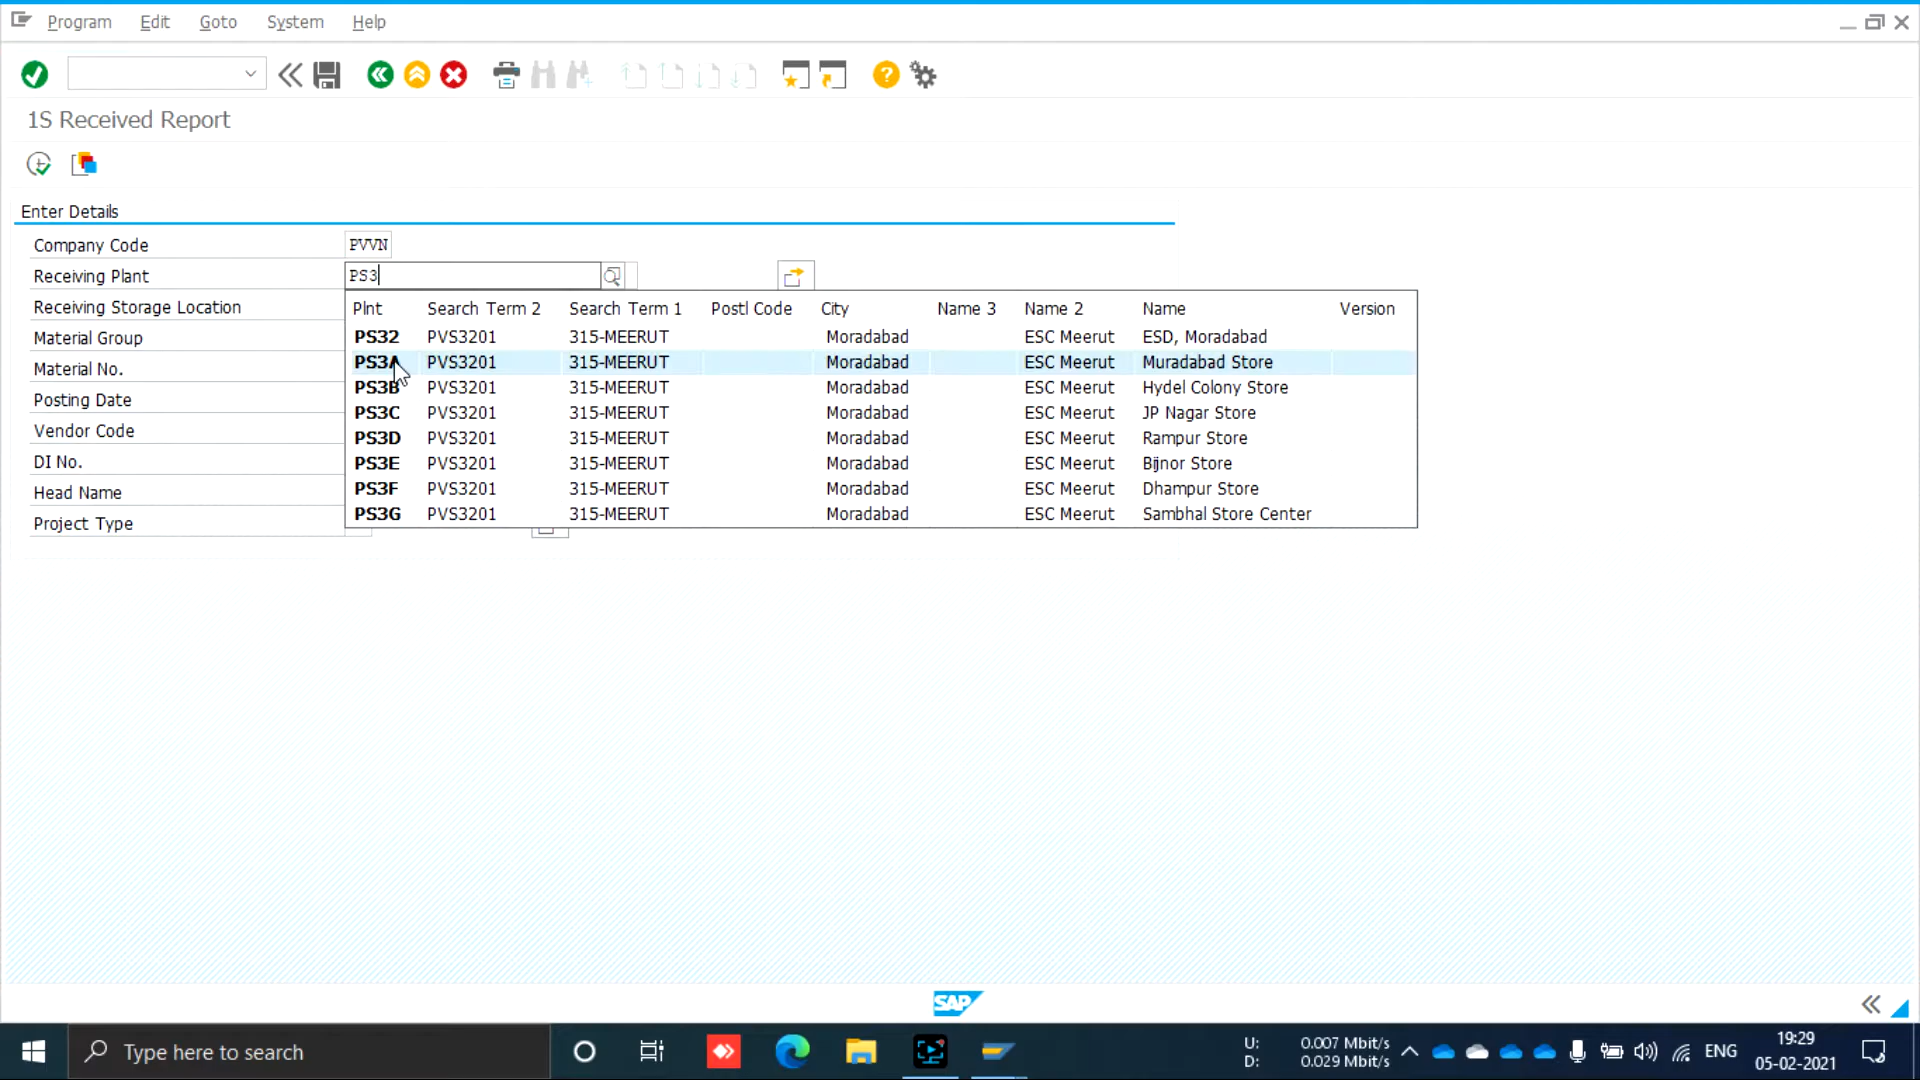 Program Edit Goto System Help
1S Received Report
Enter Details
Company Code PVVN
Receiving Plant PS3
Receiving Storage Location
Material Group
Material No.
Posting Date
Vendor Code
DI No.
Head Name
Project Type
Plnt Search Term 2 Search Term 1 Postl Code City Name 3 Name 2 Name Version
PS32 PVS3201 315-MEERUT Moradabad ESC Meerut ESD, Moradabad
PS3A PVS3201 315-MEERUT Moradabad ESC Meerut Muradabad Store
PS3B PVS3201 315-MEERUT Moradabad ESC Meerut Hydel Colony Store
PS3C PVS3201 315-MEERUT Moradabad ESC Meerut JP Nagar Store
PS3D PVS3201 315-MEERUT Moradabad ESC Meerut Rampur Store
PS3E PVS3201 315-MEERUT Moradabad ESC Meerut Bijnor Store
PS3F PVS3201 315-MEERUT Moradabad ESC Meerut Dhampur Store
PS3G PVS3201 315-MEERUT Moradabad ESC Meerut Sambhal Store Center
SAP
Type here to search
U: 0.007 Mbit/s
D: 0.029 Mbit/s
ENG
19:29
05-02-2021